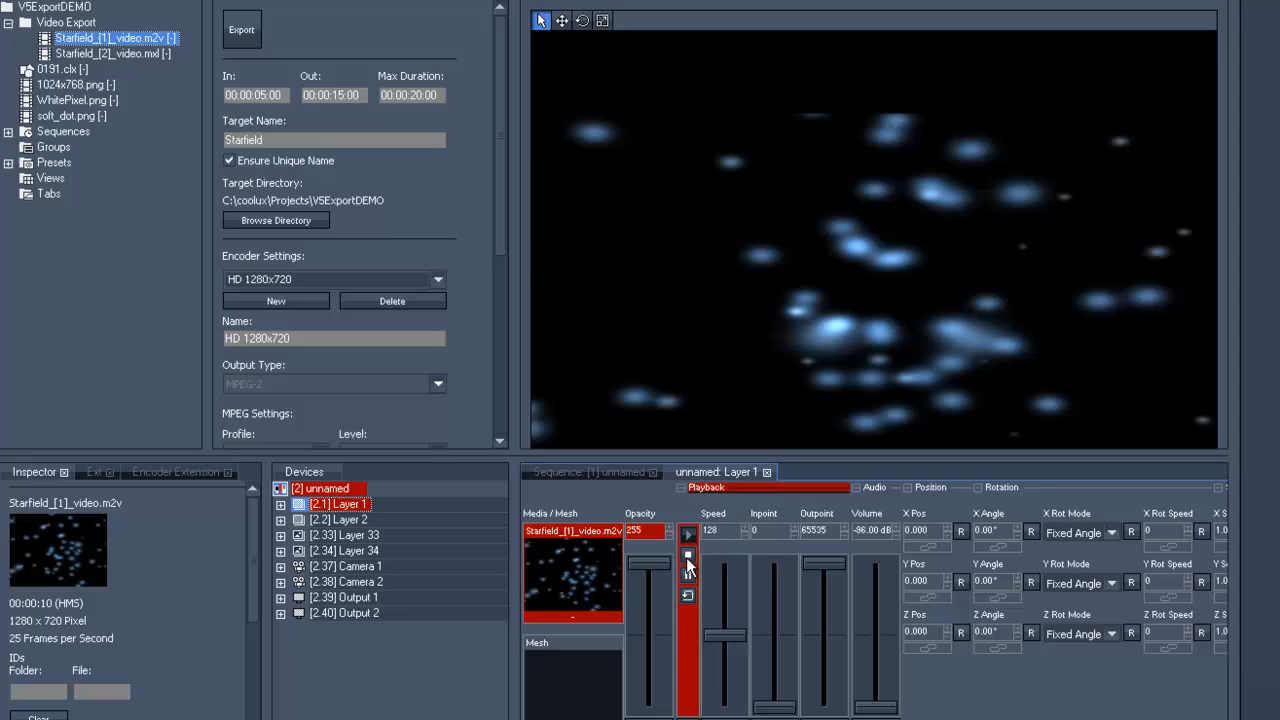 V5ExportDEMO
Video Export
Starfield_[1]_video.m2v [-]
Starfield_[2]_video.mxl [-]
0191.clx [-]
1024x768.png [-]
WhitePixel.png [-]
soft_dot.png [-]
Sequences
Groups
Presets
Views
Tabs
Export
In: Out: Max Duration:
00:00:05:00 00:00:15:00 00:00:20:00
Target Name:
Starfield
Ensure Unique Name
Target Directory:
C:\coolux\Projects\V5ExportDEMO
Browse Directory
Encoder Settings:
HD 1280x720
New Delete
Name:
HD 1280x720
Output Type:
MPEG-2
MPEG Settings:
Profile: Level:
Inspector Ext Encoder Extension
Starfield_[1]_video.m2v
00:00:10 (HMS)
1280 x 720 Pixel
25 Frames per Second
IDs
Folder: File:
Clear
Devices
[2] unnamed
[2.1] Layer 1
[2.2] Layer 2
[2.33] Layer 33
[2.34] Layer 34
[2.37] Camera 1
[2.38] Camera 2
[2.39] Output 1
[2.40] Output 2
Sequence: [1] unnamed unnamed: Layer 1
Playback Audio Position Rotation
Media / Mesh Opacity Speed Inpoint Outpoint Volume X Pos X Angle X Rot Mode X Rot Speed X S
Starfield_[1]_video.m2v 255 128 0 65535 -96.00 dB 0.000 R 0.00° R Fixed Angle R 0 R 1.0
Y Pos Y Angle Y Rot Mode Y Rot Speed Y S
0.000 R 0.00° R Fixed Angle R 0 R 1.0
Z Pos Z Angle Z Rot Mode Z Rot Speed Z S
0.000 R 0.00° R Fixed Angle R 0 R 1.0
-
Mesh